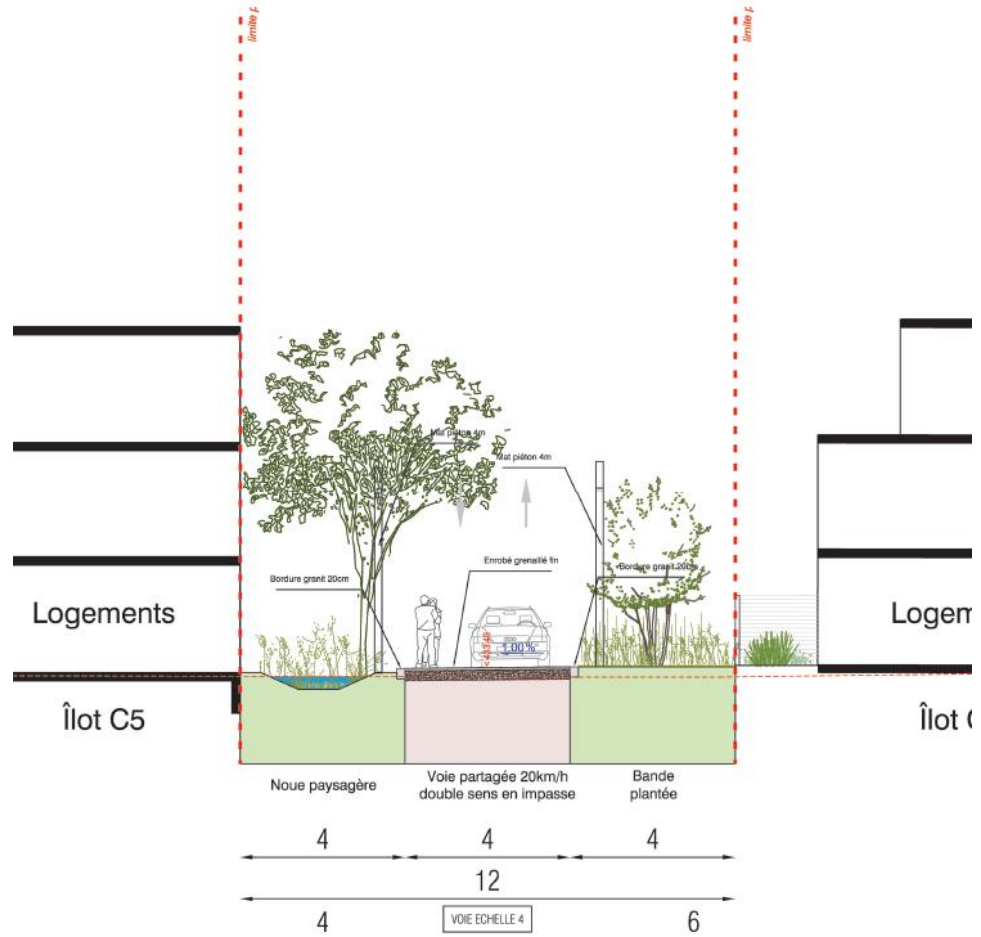 limite p
limite p
Mat piéton 4m
Mat piéton 4m
Enrobé grenaillé fin
Bordure granit 20cm
Bordure granit 20cm
1.00%
Logements
Logem
Îlot C5
Îlot
Noue paysagère
Voie partagée 20km/h
double sens en impasse
Bande
plantée
4
4
4
12
4
VOIE ECHELLE 4
6